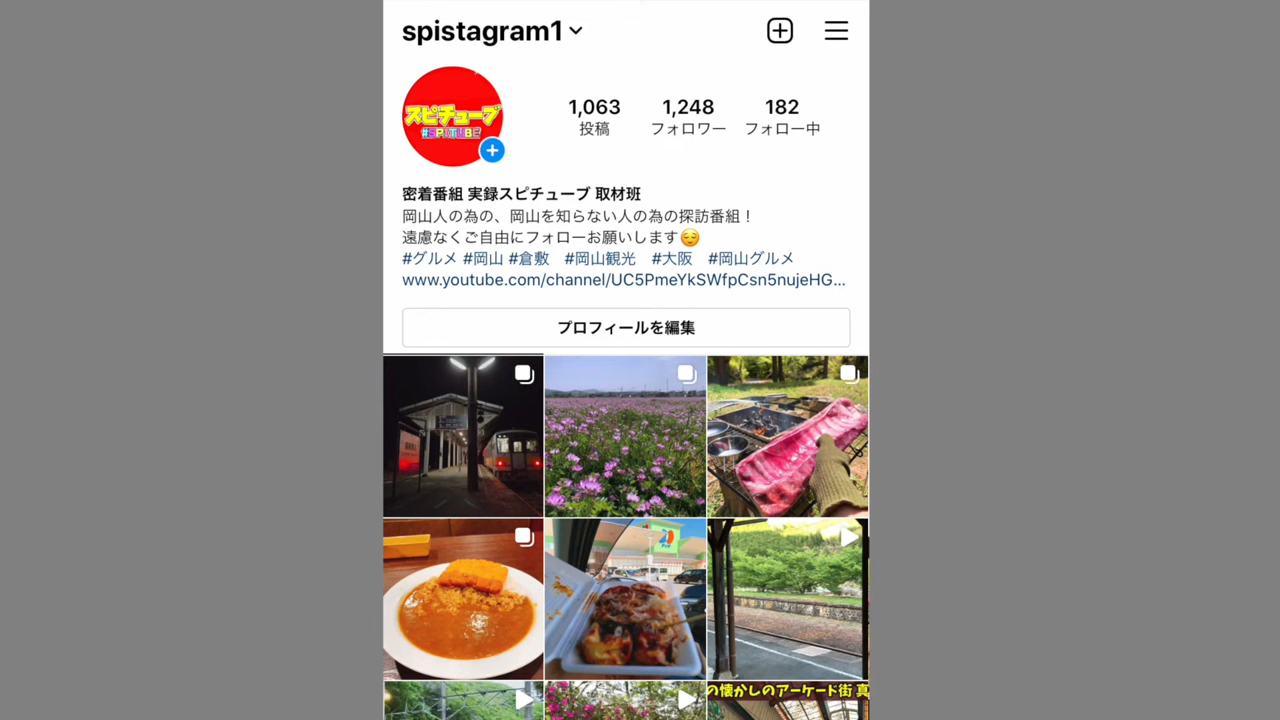 spistagram1
スピチューブ
#SPITUBE
1,063
投稿
1,248
フォロワー
182
フォロー中
密着番組 実録スピチューブ 取材班
岡山人の為の、岡山を知らない人の為の探訪番組！
遠慮なくご自由にフォローお願いします😌
#グルメ #岡山 #倉敷　#岡山観光　#大阪　#岡山グルメ
www.youtube.com/channel/UC5PmeYkSWfpCsn5nujeHG...
プロフィールを編集
の懐かしのアーケード街 真